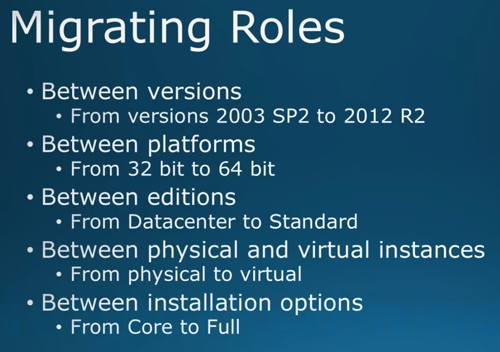 Migrating Roles
• Between versions
• From versions 2003 SP2 to 2012 R2
• Between platforms
• From 32 bit to 64 bit
• Between editions
• From Datacenter to Standard
• Between physical and virtual instances
• From physical to virtual
• Between installation options
• From Core to Full